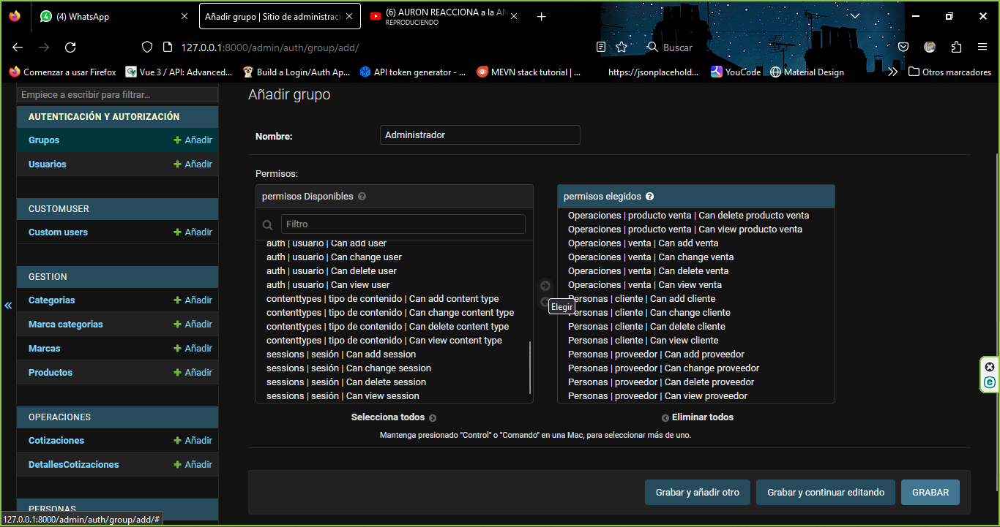 (4) WhatsApp
Añadir grupo | Sitio de administraci
(6) AURON REACCIONA a la AN
REPRODUCIENDO
127.0.0.1:8000/admin/auth/group/add/
Buscar
Comenzar a usar Firefox
Vue 3 / API: Advanced...
Build a Login/Auth Ap...
API token generator - ...
MEVN stack tutorial | ...
https://jsonplacehold...
YouCode
Material Design
Otros marcadores
Empiece a escribir para filtrar...
AUTENTICACIÓN Y AUTORIZACIÓN
Grupos + Añadir
Usuarios + Añadir
CUSTOMUSER
Custom users + Añadir
GESTION
Categorias + Añadir
Marca categorias + Añadir
Marcas + Añadir
Productos + Añadir
OPERACIONES
Cotizaciones + Añadir
DetallesCotizaciones + Añadir
PERSONAS
127.0.0.1:8000/admin/auth/group/add/#
Añadir grupo
Nombre: Administrador
Permisos:
permisos Disponibles
Filtro
auth | usuario | Can add user
auth | usuario | Can change user
auth | usuario | Can delete user
auth | usuario | Can view user
contenttypes | tipo de contenido | Can add content type
contenttypes | tipo de contenido | Can change content type
contenttypes | tipo de contenido | Can delete content type
contenttypes | tipo de contenido | Can view content type
sessions | sesión | Can add session
sessions | sesión | Can change session
sessions | sesión | Can delete session
sessions | sesión | Can view session
Selecciona todos
Elegir
permisos elegidos
Operaciones | producto venta | Can delete producto venta
Operaciones | producto venta | Can view producto venta
Operaciones | venta | Can add venta
Operaciones | venta | Can change venta
Operaciones | venta | Can delete venta
Operaciones | venta | Can view venta
Personas | cliente | Can add cliente
Personas | cliente | Can change cliente
Personas | cliente | Can delete cliente
Personas | cliente | Can view cliente
Personas | proveedor | Can add proveedor
Personas | proveedor | Can change proveedor
Personas | proveedor | Can delete proveedor
Personas | proveedor | Can view proveedor
Eliminar todos
Mantenga presionado "Control" o "Comando" en una Mac, para seleccionar más de uno.
Grabar y añadir otro
Grabar y continuar editando
GRABAR